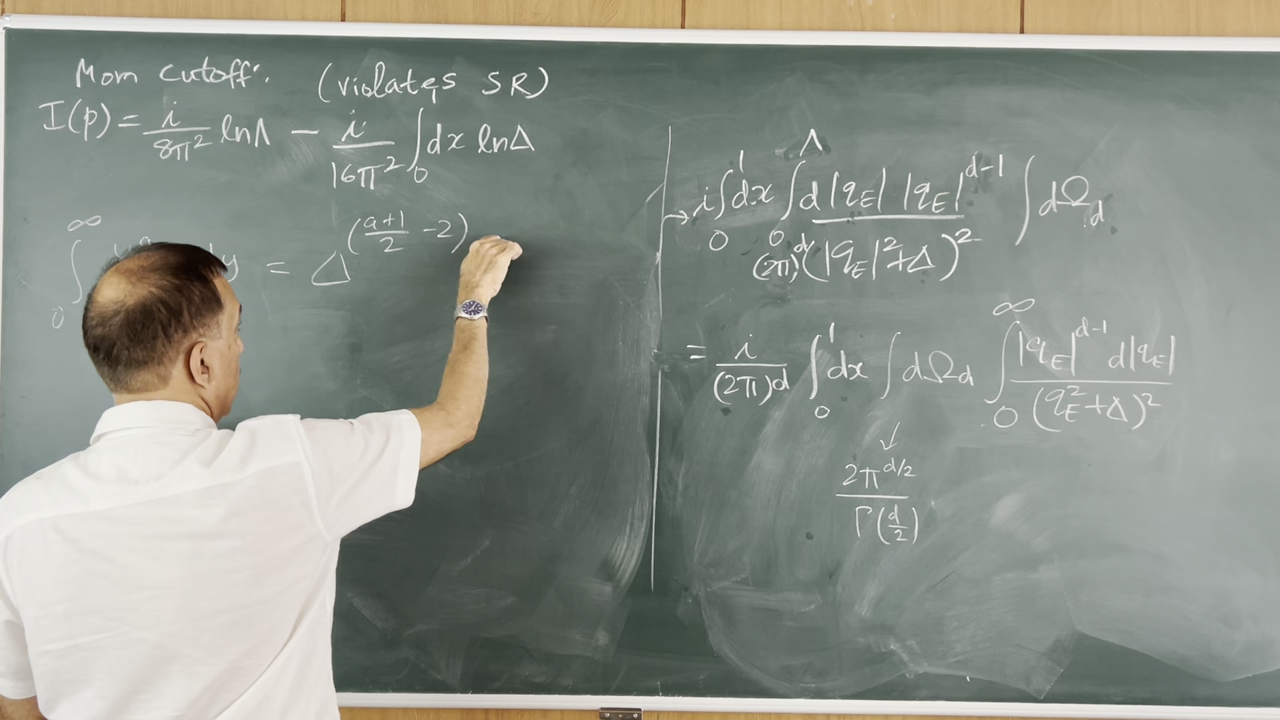 Mom cutoff: (violates SR)
I(p) = i/8π² lnΛ − i/16π² ∫₀¹ dx lnΔ
∫₀^∞ y = Δ^((a+1)/2 − 2)
→ i ∫₀¹ dx ∫₀^Λ d|q_E| |q_E|^(d−1) / (2π)^d (|q_E|² + Δ)² ∫ dΩ_d
= i/(2π)d ∫₀¹ dx ∫ dΩ_d ∫₀^∞ |q_E|^(d−1) d|q_E| / (q_E² + Δ)²
↙
2π^(d/2) / Γ(d/2)